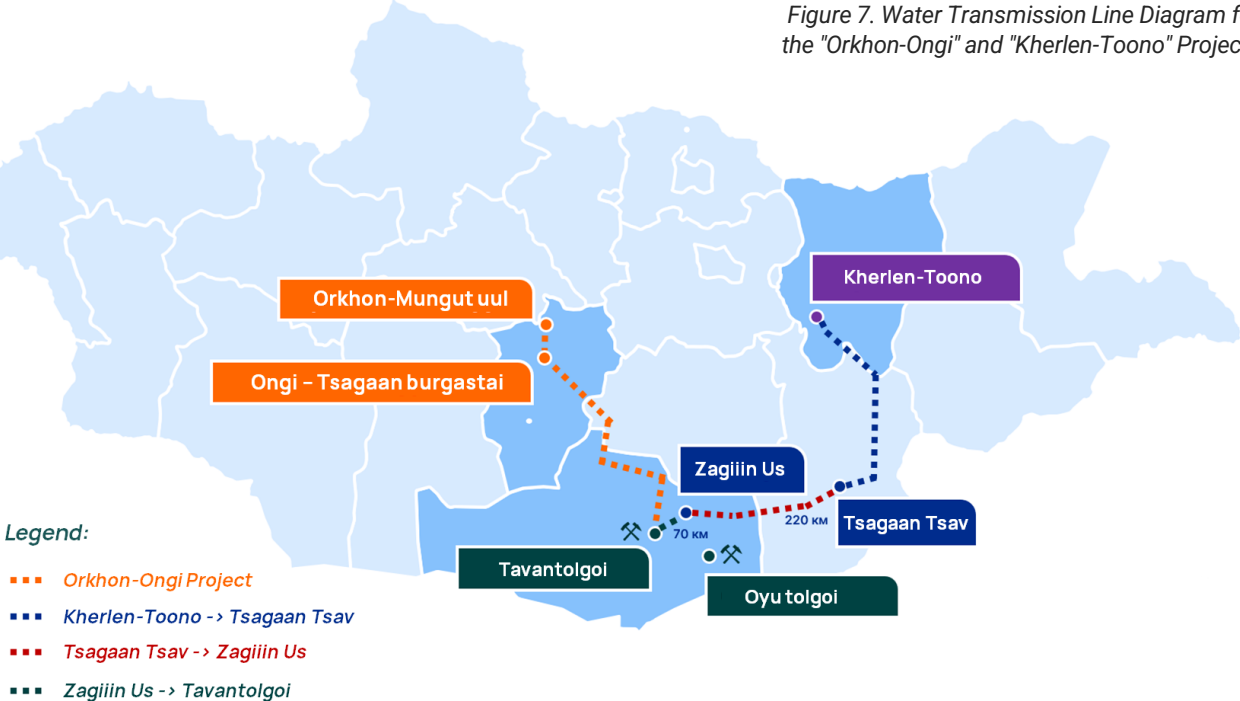 Figure 7. Water Transmission Line Diagram f
the "Orkhon-Ongi" and "Kherlen-Toono" Projec
Kherlen-Toono
Orkhon-Mungut uul
Ongi – Tsagaan burgastai
Zagiiin Us
220 км
Tsagaan Tsav
70 км
Tavantolgoi
Oyu tolgoi
Legend:
Orkhon-Ongi Project
Kherlen-Toono -> Tsagaan Tsav
Tsagaan Tsav -> Zagiiin Us
Zagiiin Us -> Tavantolgoi